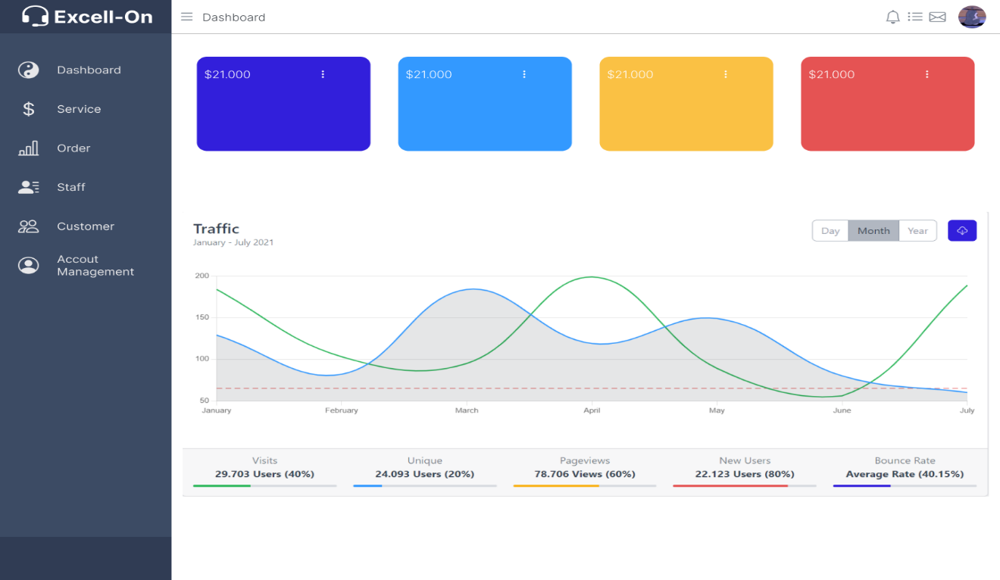 Excell-On
Dashboard
Dashboard
Service
Order
Staff
Customer
Accout
Management
$21.000
$21.000
$21.000
$21.000
Traffic
January - July 2021
Day
Month
Year
200
150
100
50
January
February
March
April
May
June
July
Visits
29.703 Users (40%)
Unique
24.093 Users (20%)
Pageviews
78.706 Views (60%)
New Users
22.123 Users (80%)
Bounce Rate
Average Rate (40.15%)